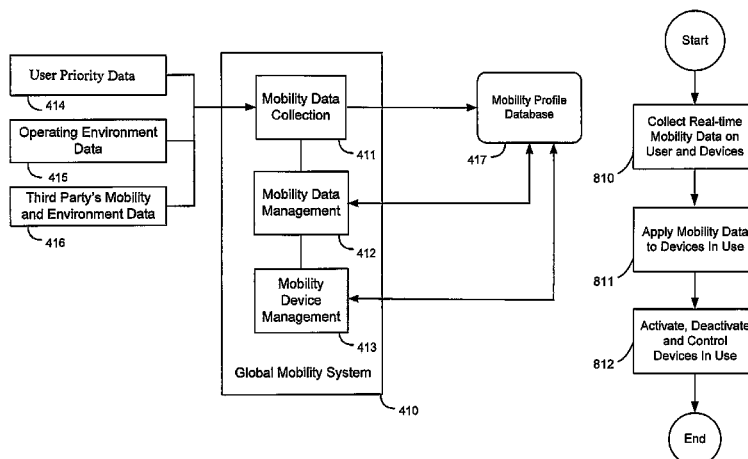 User Priority Data
414
Operating Environment
Data
415
Third Party's Mobility
and Environment Data
416
Mobility Data
Collection
411
Mobility Data
Management
412
Mobility
Device
Management
413
Global Mobility System
410
Mobility Profile
Database
417
Start
Collect Real-time
Mobility Data on
User and Devices
810
Apply Mobility Data
to Devices In Use
811
Activate, Deactivate
and Control
Devices In Use
812
End